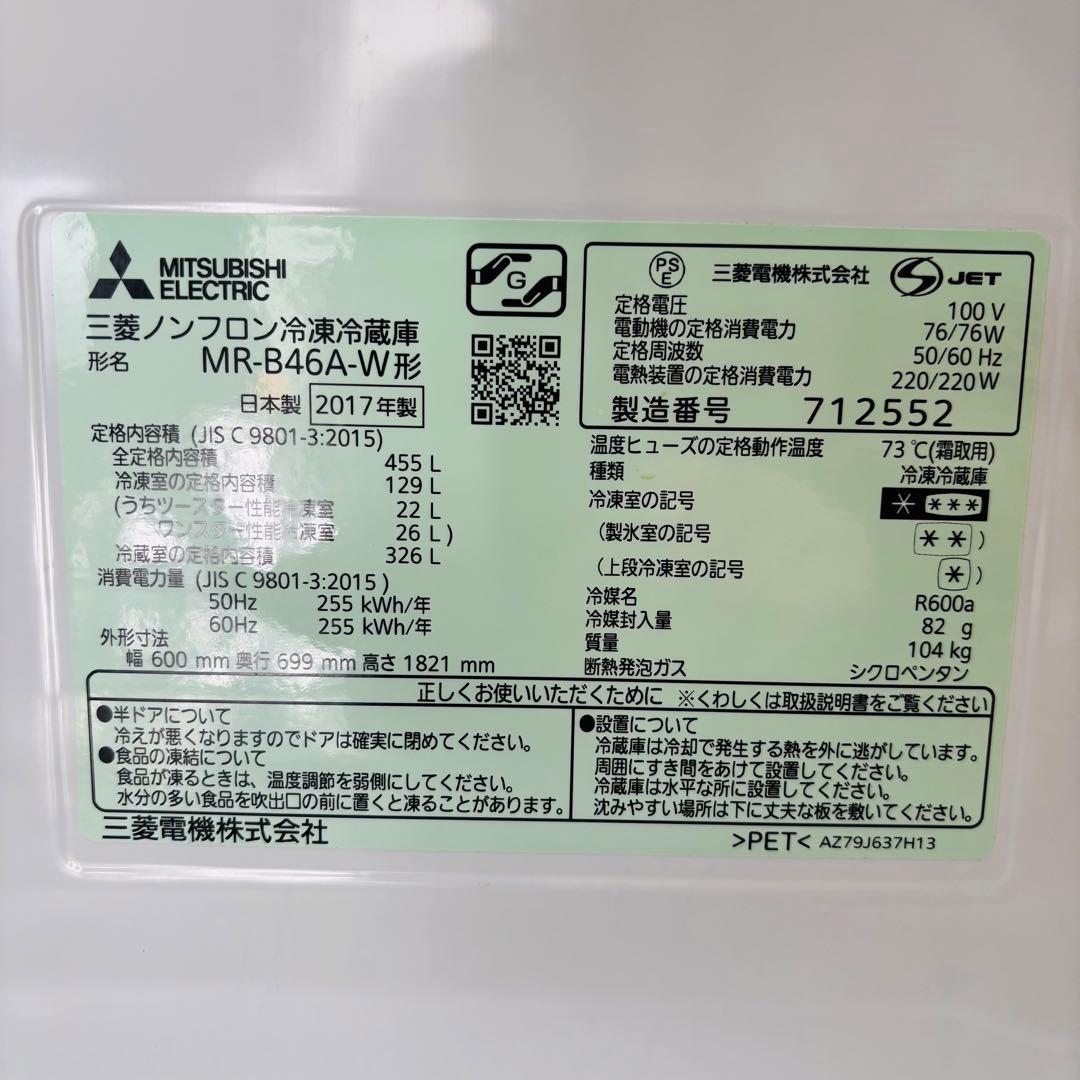 MITSUBISHI
ELECTRIC
三菱ノンフロン冷凍冷蔵庫
形名 MR-B46A-W形
日本製 2017年製
定格内容積 (JIS C 9801-3:2015)
全定格内容積 455 L
冷凍室の定格内容積 129 L
(うちツースター性能冷凍室 22 L
ワンスター性能冷凍室 26 L)
冷蔵室の定格内容積 326 L
消費電力量 (JIS C 9801-3:2015)
50Hz 255 kWh/年
60Hz 255 kWh/年
外形寸法
幅 600 mm 奥行 699 mm 高さ 1821 mm
G
PSE 三菱電機株式会社 S JET
定格電圧 100 V
電動機の定格消費電力 76/76W
定格周波数 50/60 Hz
電熱装置の定格消費電力 220/220W
製造番号 712552
温度ヒューズの定格動作温度 73℃(霜取用)
種類 冷凍冷蔵庫
冷凍室の記号 * ***
(製氷室の記号 ** )
(上段冷凍室の記号 * )
冷媒名 R600a
冷媒封入量 82 g
質量 104 kg
断熱発泡ガス シクロペンタン
正しくお使いいただくために ※くわしくは取扱説明書をご覧ください
●半ドアについて
冷えが悪くなりますのでドアは確実に閉めてください。
●食品の凍結について
食品が凍るときは、温度調節を弱側にしてください。
水分の多い食品を吹出口の前に置くと凍ることがあります。
●設置について
冷蔵庫は冷却で発生する熱を外に逃がしています。
周囲にすき間をあけて設置してください。
冷蔵庫は水平な所に設置してください。
沈みやすい場所は下に丈夫な板を敷いてください。
三菱電機株式会社
>PET< AZ79J637H13